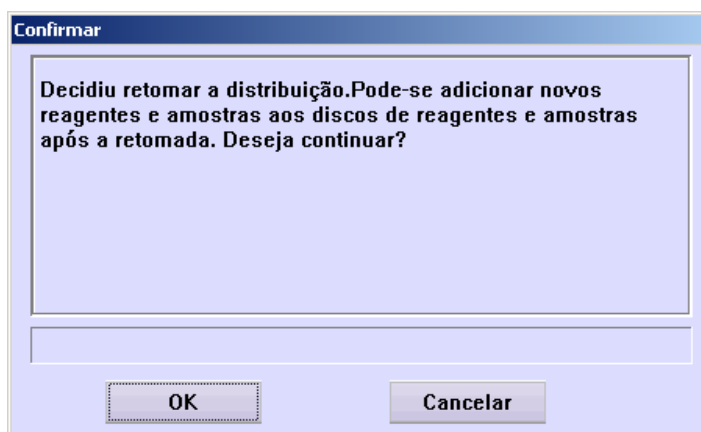 Confirmar
Decidiu retomar a distribuição.Pode-se adicionar novos
reagentes e amostras aos discos de reagentes e amostras
após a retomada. Deseja continuar?
OK
Cancelar